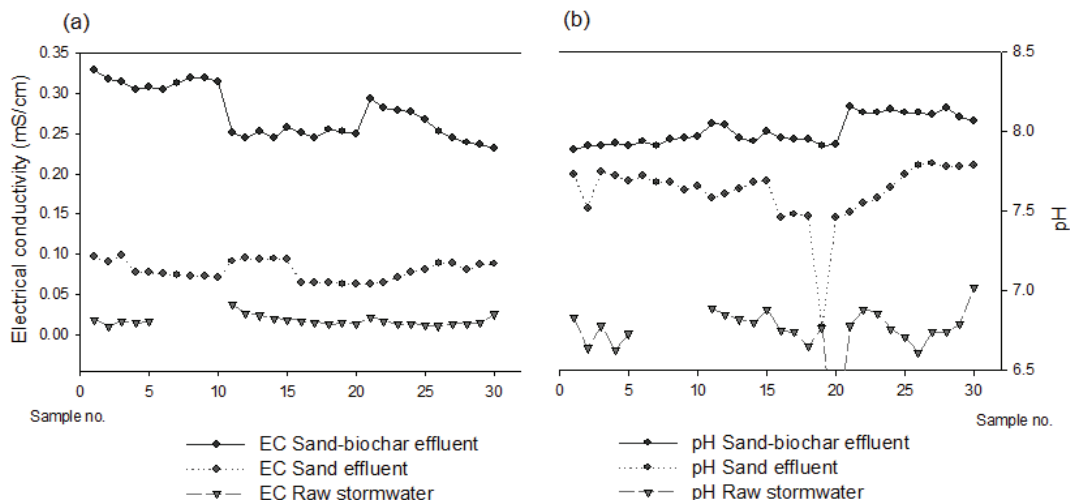 (a)
(b)
Electrical conductivity (mS/cm)
0.35
0.30
0.25
0.20
0.15
0.10
0.05
0.00
0 5 10 15 20 25 30
Sample no.
8.5
8.0
7.5
7.0
6.5
pH
0 5 10 15 20 25 30
Sample no.
EC Sand-biochar effluent
EC Sand effluent
EC Raw stormwater
pH Sand-biochar effluent
pH Sand effluent
pH Raw stormwater